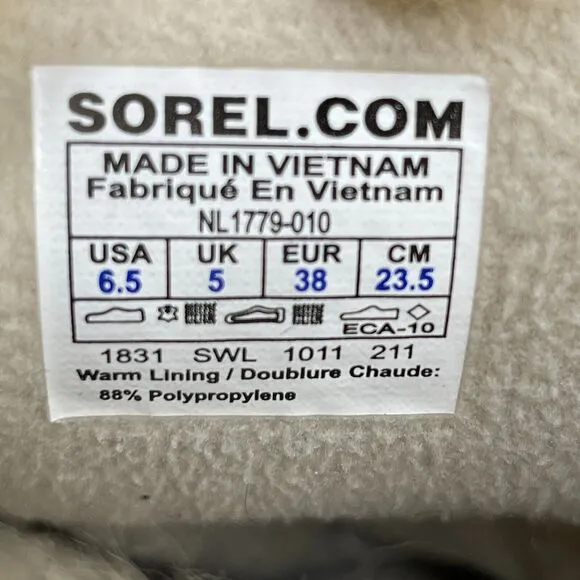 SOREL.COM
MADE IN VIETNAM
Fabriqué En Vietnam
NL1779-010
USA UK EUR CM
6.5 5 38 23.5
ECA-10
1831 SWL 1011 211
Warm Lining / Doublure Chaude:
88% Polypropylene